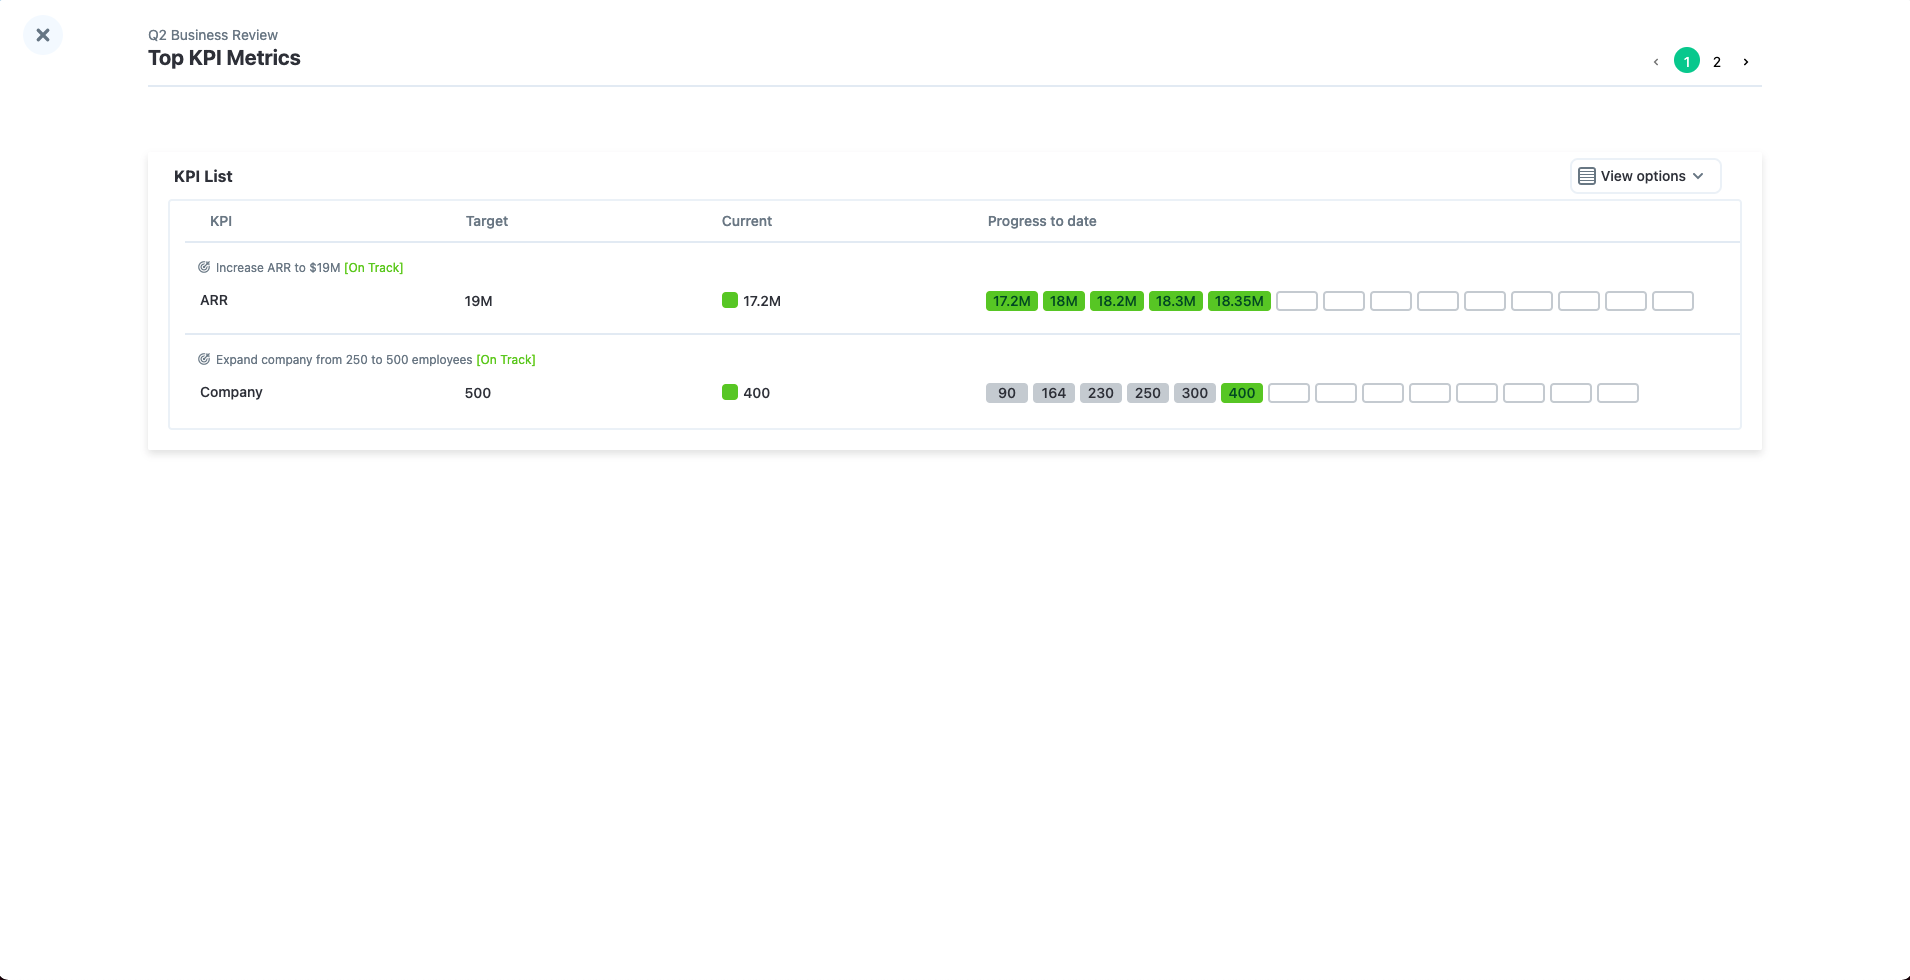 Q2 Business Review
Top KPI Metrics
1 2
KPI List
View options
KPI Target Current Progress to date
Increase ARR to $19M [On Track]
ARR 19M 17.2M 17.2M 18M 18.2M 18.3M 18.35M
Expand company from 250 to 500 employees [On Track]
Company 500 400 90 164 230 250 300 400